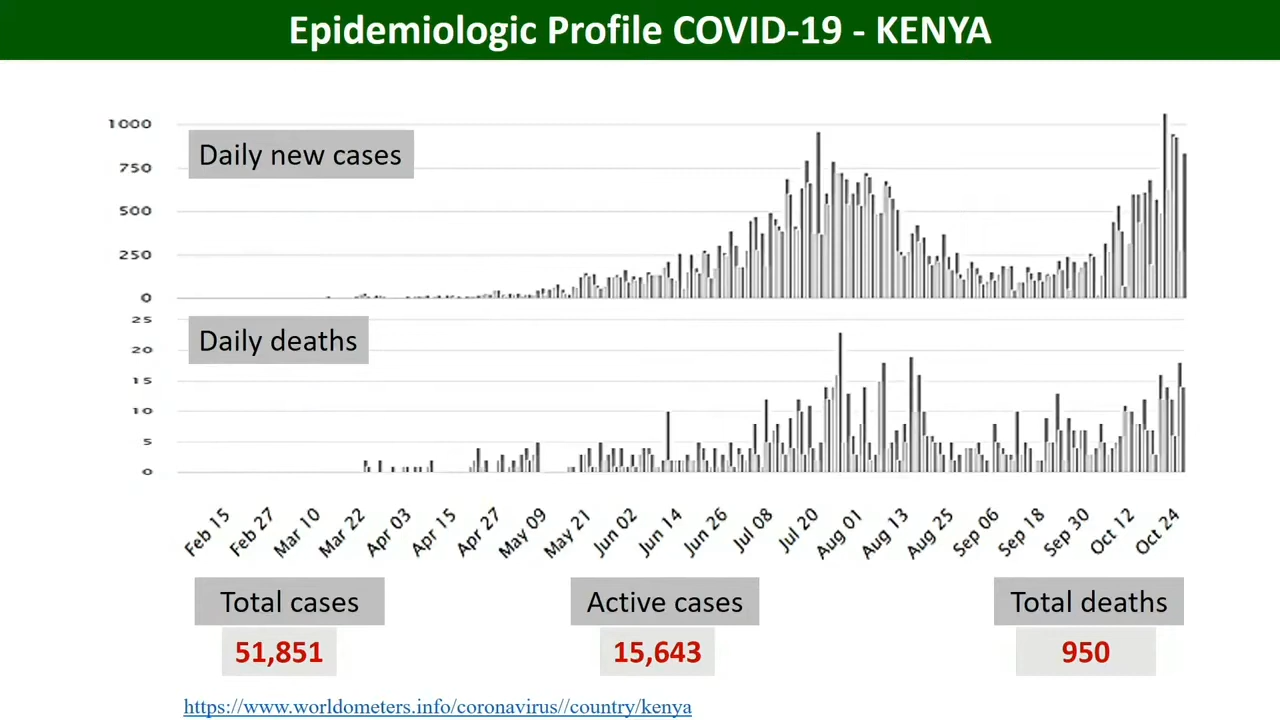 Epidemiologic Profile COVID-19 - KENYA
1000
Daily new cases
750
500
250
0
25
Daily deaths
20
15
10
5
0
Feb 15 Feb 27 Mar 10 Mar 22 Apr 03 Apr 15 Apr 27 May 09 May 21 Jun 02 Jun 14 Jun 26 Jul 08 Jul 20 Aug 01 Aug 13 Aug 25 Sep 06 Sep 18 Sep 30 Oct 12 Oct 24
Total cases Active cases Total deaths
51,851 15,643 950
https://www.worldometers.info/coronavirus//country/kenya